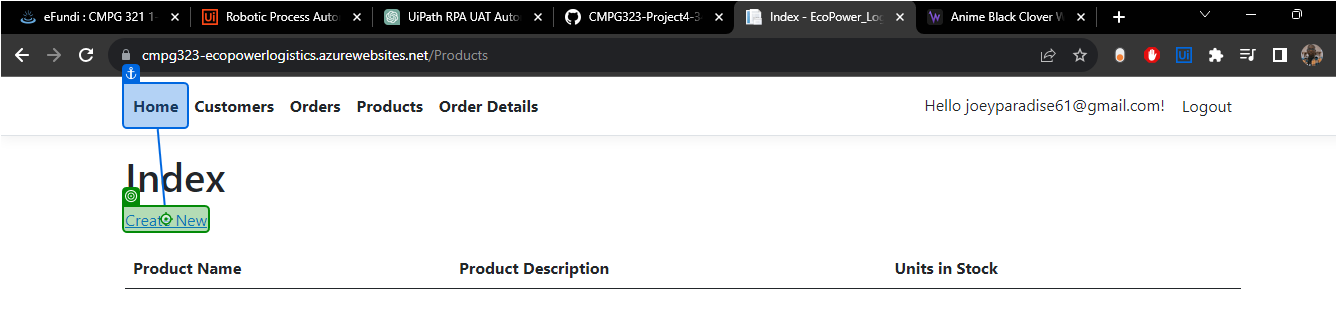 eFundi : CMPG 321 1- Robotic Process Auto UiPath RPA UAT Auto CMPG323-Project4-3 Index - EcoPower_Log Anime Black Clover W
cmpg323-ecopowerlogistics.azurewebsites.net/Products
Home Customers Orders Products Order Details Hello joeyparadise61@gmail.com! Logout
Index
Create New
Product Name Product Description Units in Stock